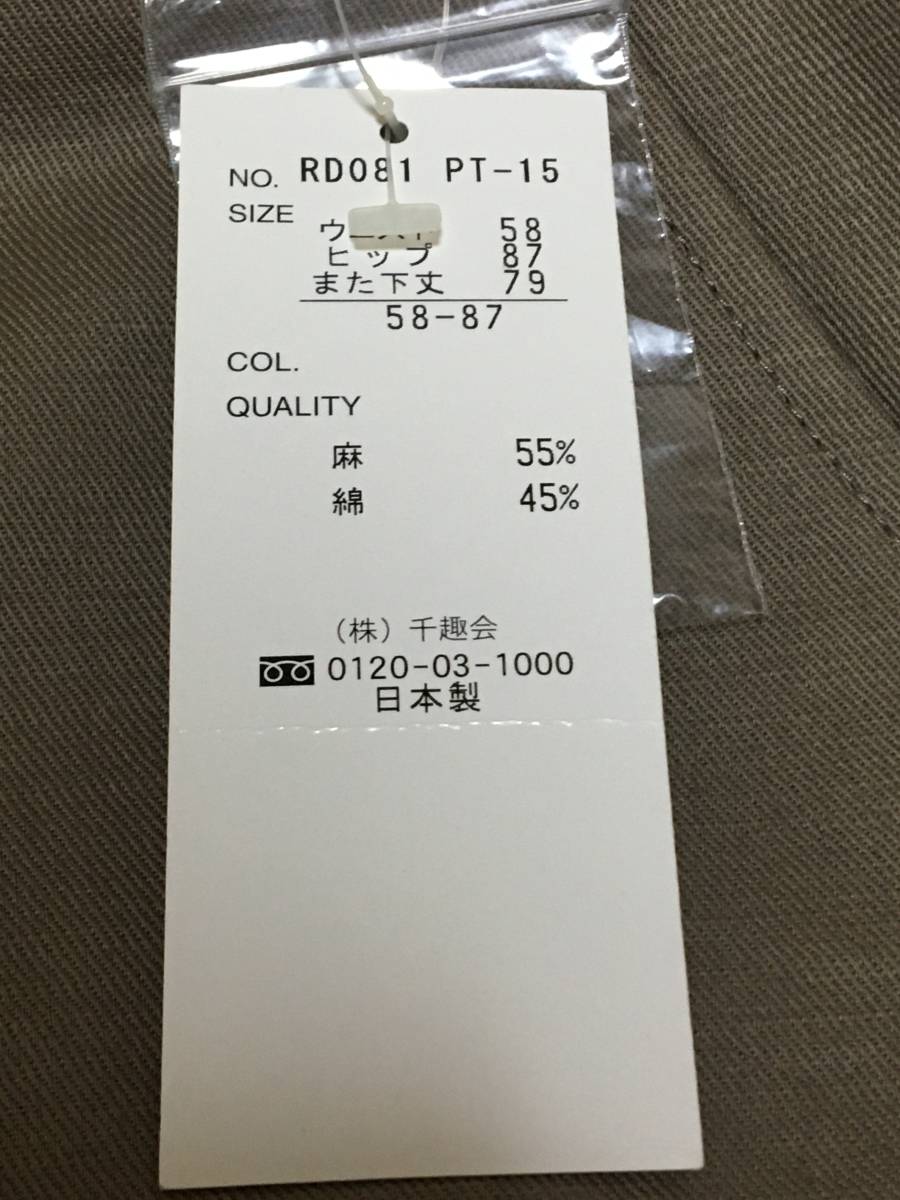 NO. RD081 PT-15
SIZE
58
ヒップ 87
また下丈 79
58-87
COL.
QUALITY
麻 55%
綿 45%
(株)千趣会
0120-03-1000
日本製